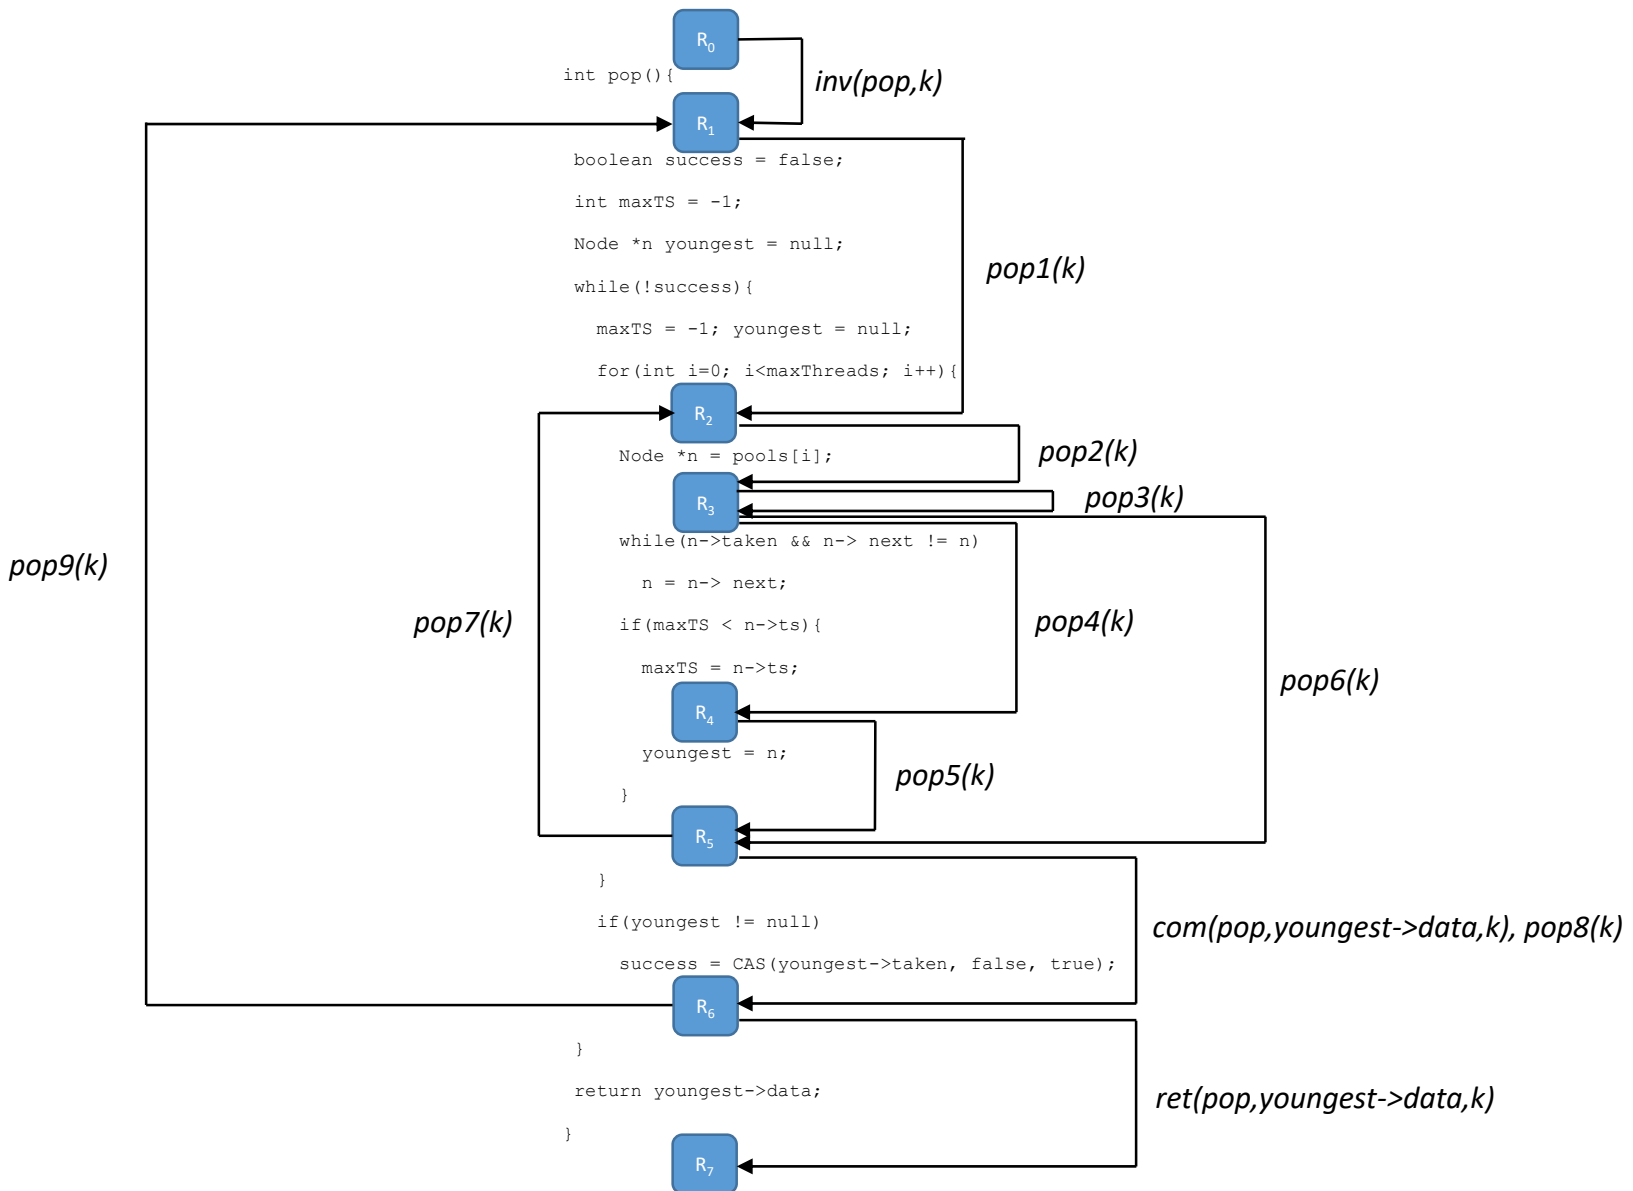 R0
int pop(){
inv(pop,k)
R1
boolean success = false;
int maxTS = -1;
Node *n youngest = null;
pop1(k)
while(!success){
maxTS = -1; youngest = null;
for(int i=0; i<maxThreads; i++){
R2
Node *n = pools[i];
pop2(k)
R3
pop3(k)
while(n->taken && n-> next != n)
pop9(k)
n = n-> next;
pop7(k)
if(maxTS < n->ts){
pop4(k)
maxTS = n->ts;
pop6(k)
R4
youngest = n;
pop5(k)
}
R5
}
if(youngest != null)
com(pop,youngest->data,k), pop8(k)
success = CAS(youngest->taken, false, true);
R6
}
return youngest->data;
ret(pop,youngest->data,k)
}
R7